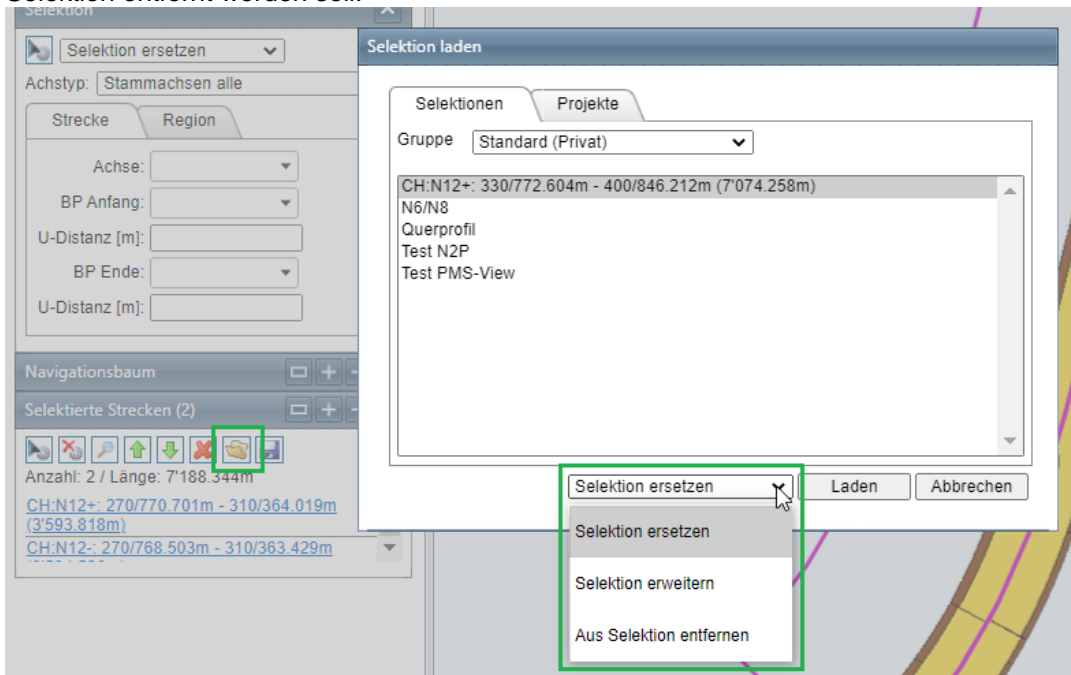 Selektion entfernt werden soll.
Selektion
Selektion ersetzen
Achstyp: Stammachsen alle
Strecke Region
Achse:
BP Anfang:
U-Distanz [m]:
BP Ende:
U-Distanz [m]:
Navigationsbaum
Selektierte Strecken (2)
Anzahl: 2 / Länge: 7'188.344m
CH:N12+: 270/770.701m - 310/364.019m
(3'593.818m)
CH:N12-: 270/768.503m - 310/363.429m
Selektion laden
Selektionen Projekte
Gruppe Standard (Privat)
CH:N12+: 330/772.604m - 400/846.212m (7'074.258m)
N6/N8
Querprofil
Test N2P
Test PMS-View
Selektion ersetzen Laden Abbrechen
Selektion ersetzen
Selektion erweitern
Aus Selektion entfernen